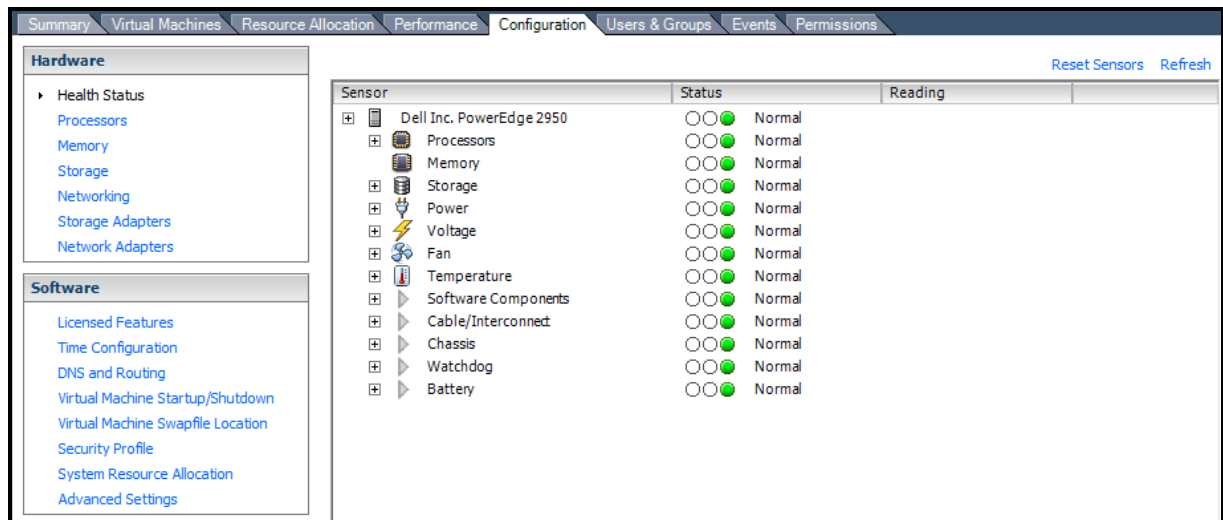 Summary Virtual Machines Resource Allocation Performance Configuration Users & Groups Events Permissions
Hardware
Health Status
Processors
Memory
Storage
Networking
Storage Adapters
Network Adapters
Software
Licensed Features
Time Configuration
DNS and Routing
Virtual Machine Startup/Shutdown
Virtual Machine Swapfile Location
Security Profile
System Resource Allocation
Advanced Settings
Reset Sensors Refresh
Sensor Status Reading
Dell Inc. PowerEdge 2950 Normal
Processors Normal
Memory Normal
Storage Normal
Power Normal
Voltage Normal
Fan Normal
Temperature Normal
Software Components Normal
Cable/Interconnect Normal
Chassis Normal
Watchdog Normal
Battery Normal